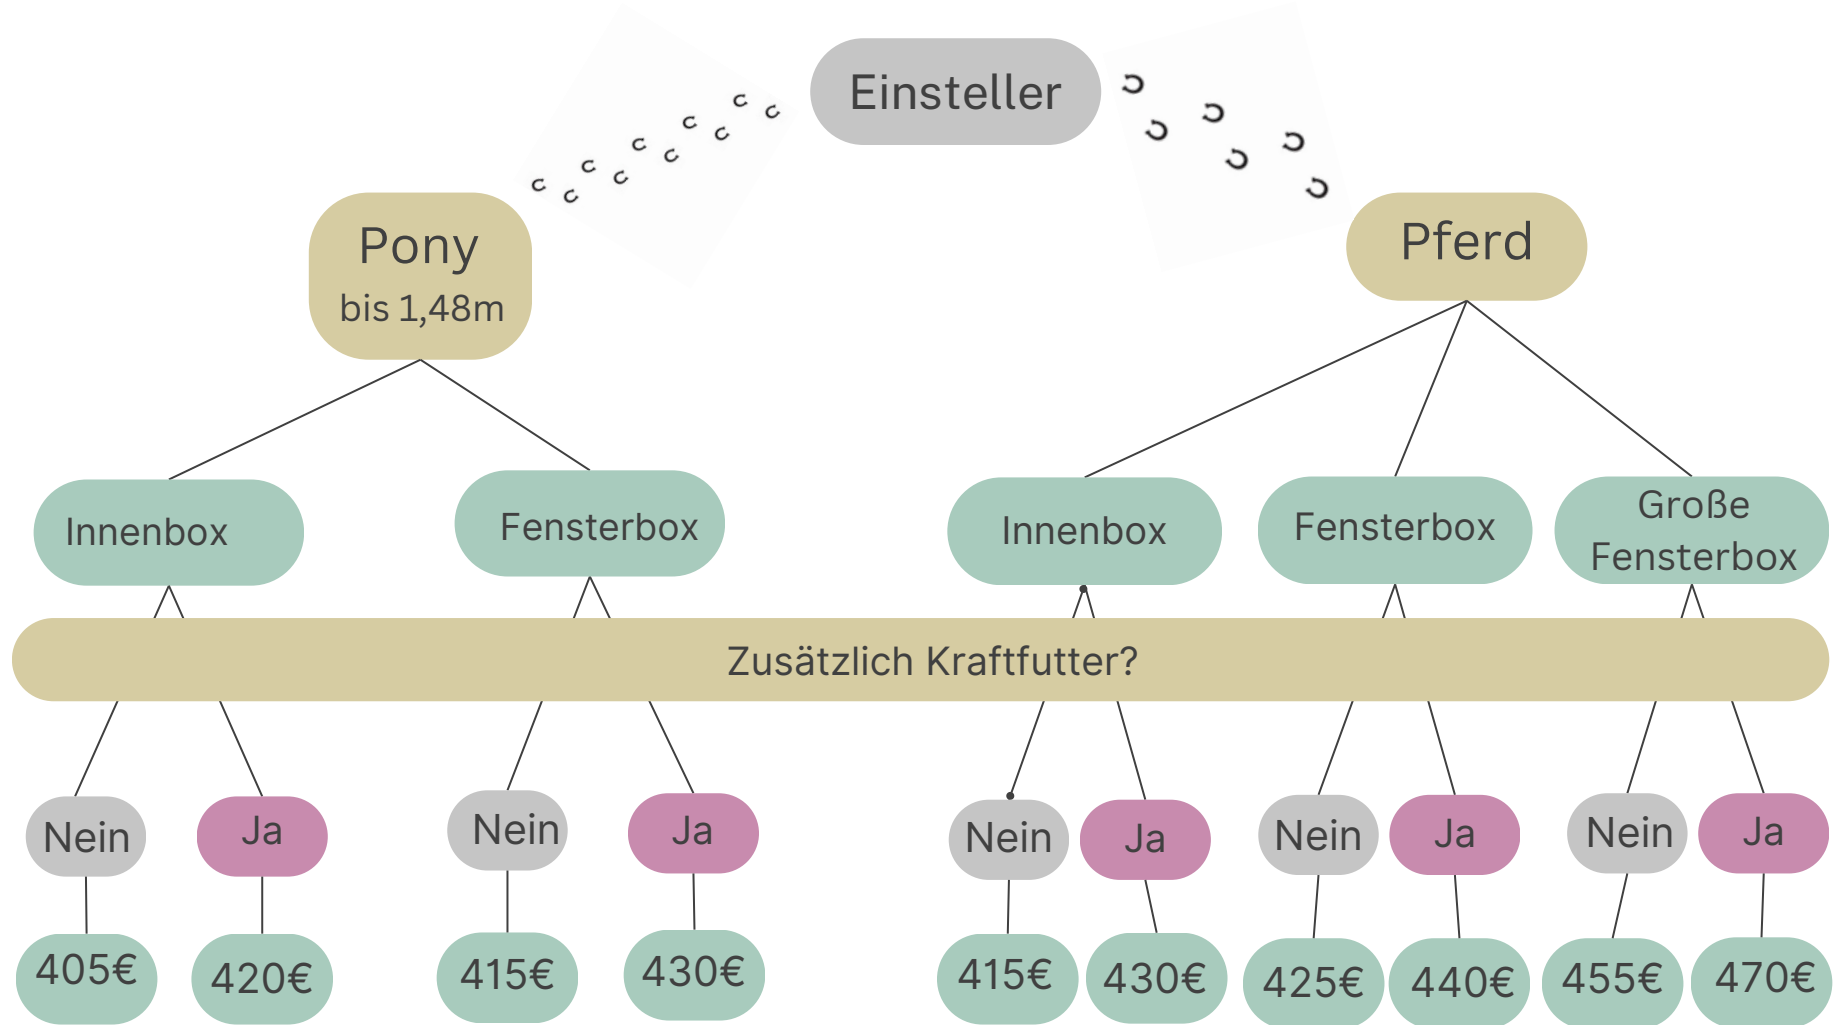 Einsteller
Pony
bis 1,48m
Pferd
Innenbox
Fensterbox
Innenbox
Fensterbox
Große
Fensterbox
Zusätzlich Kraftfutter?
Nein
Ja
Nein
Ja
Nein
Ja
Nein
Ja
Nein
Ja
405€
420€
415€
430€
415€
430€
425€
440€
455€
470€